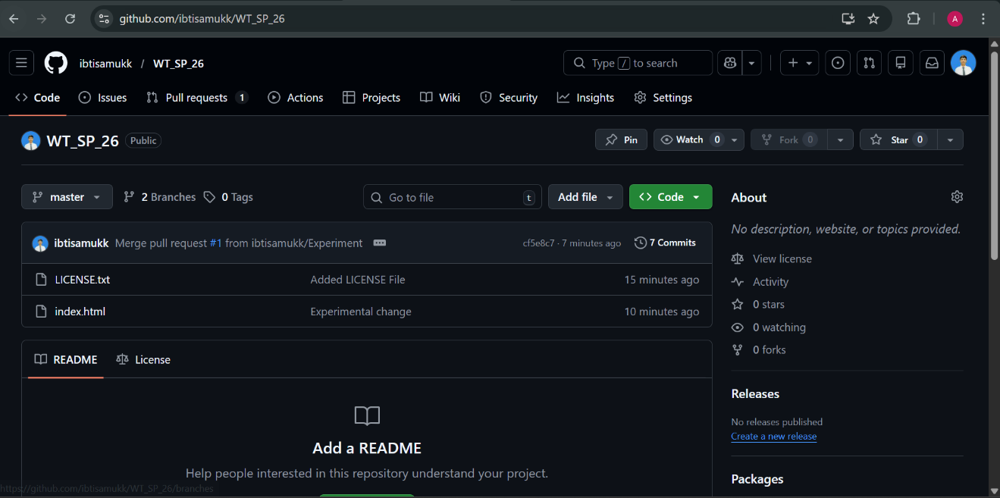 github.com/ibtisamukk/WT_SP_26
A
ibtisamukk / WT_SP_26
Type / to search
Code Issues Pull requests 1 Actions Projects Wiki Security Insights Settings
WT_SP_26 Public
Pin Watch 0 Fork 0 Star 0
master 2 Branches 0 Tags Go to file t Add file Code
About
No description, website, or topics provided.
ibtisamukk Merge pull request #1 from ibtisamukk/Experiment cf5e8c7 · 7 minutes ago 7 Commits
View license
LICENSE.txt Added LICENSE File 15 minutes ago
Activity
0 stars
index.html Experimental change 10 minutes ago
0 watching
0 forks
README License
Releases
No releases published
Create a new release
Add a README
Help people interested in this repository understand your project.
Packages
https://github.com/ibtisamukk/WT_SP_26/branches